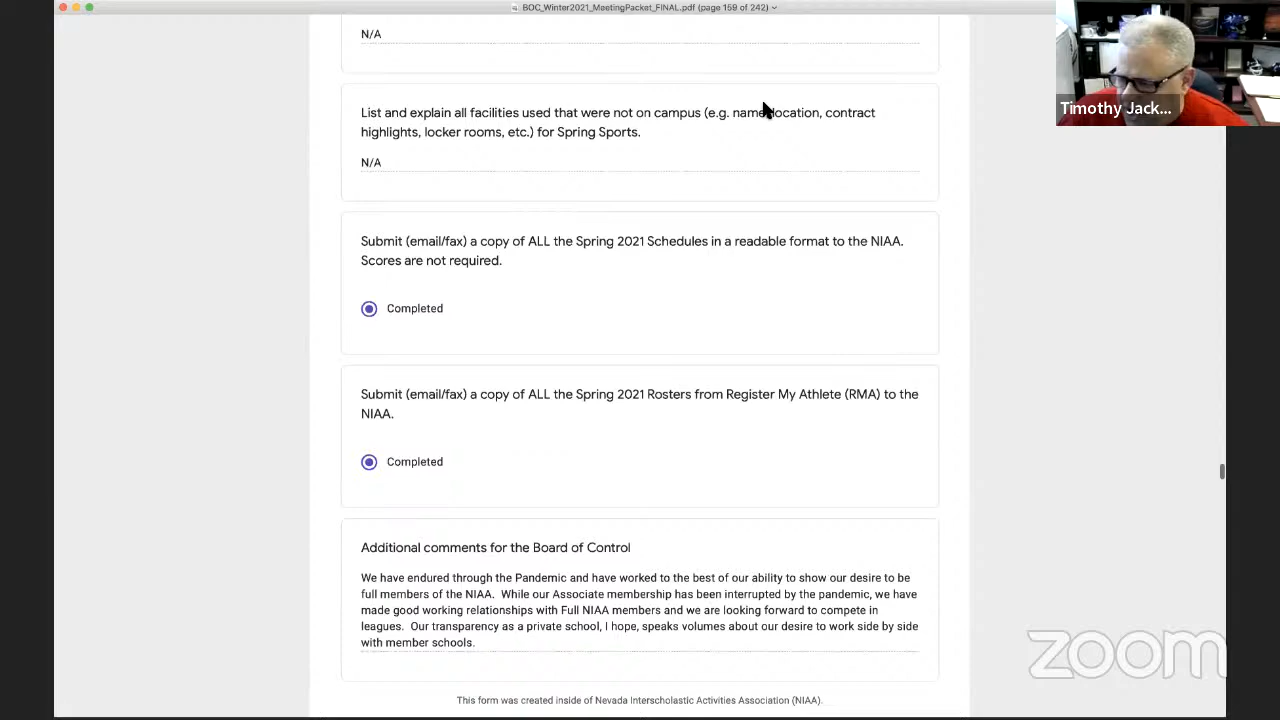 BOC_Winter2021_MeetingPacket_FINAL.pdf (page 159 of 242)
N/A
List and explain all facilities used that were not on campus (e.g. name, location, contract
highlights, locker rooms, etc.) for Spring Sports.
N/A
Submit (email/fax) a copy of ALL the Spring 2021 Schedules in a readable format to the NIAA.
Scores are not required.
Completed
Submit (email/fax) a copy of ALL the Spring 2021 Rosters from Register My Athlete (RMA) to the
NIAA.
Completed
Additional comments for the Board of Control
We have endured through the Pandemic and have worked to the best of our ability to show our desire to be
full members of the NIAA. While our Associate membership has been interrupted by the pandemic, we have
made good working relationships with Full NIAA members and we are looking forward to compete in
leagues. Our transparency as a private school, I hope, speaks volumes about our desire to work side by side
with member schools.
This form was created inside of Nevada Interscholastic Activities Association (NIAA).
Timothy Jack...
zoom